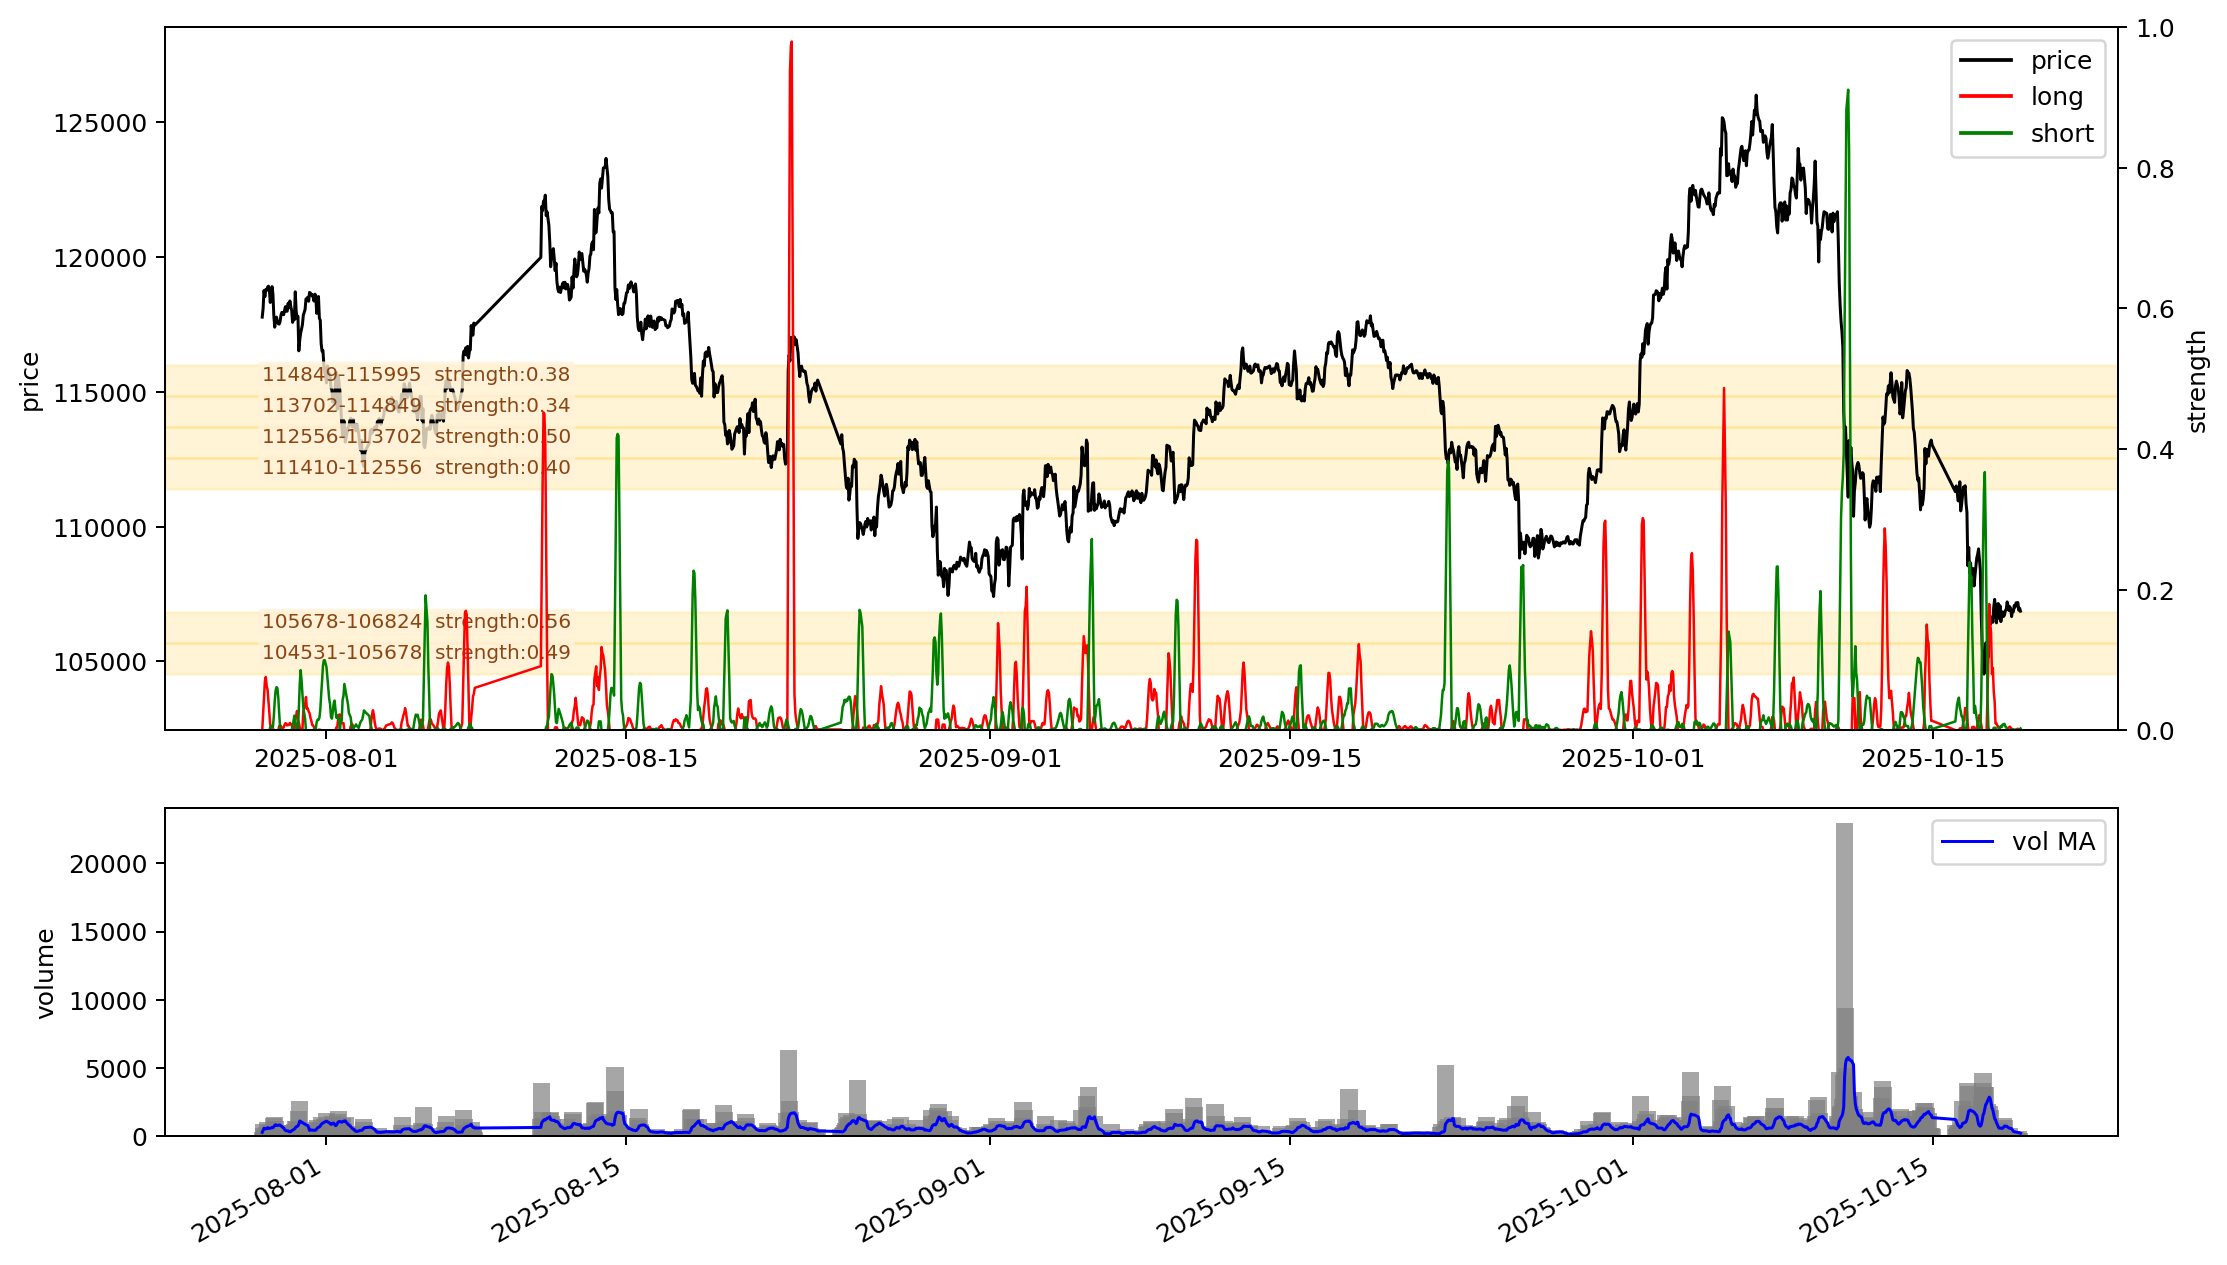 125000
120000
115000
110000
105000
price
1.0
0.8
0.6
0.4
0.2
0.0
strength
price
long
short
114849-115995 strength:0.38
113702-114849 strength:0.34
112556-113702 strength:0.50
111410-112556 strength:0.40
105678-106824 strength:0.56
104531-105678 strength:0.49
2025-08-01
2025-08-15
2025-09-01
2025-09-15
2025-10-01
2025-10-15
20000
15000
10000
5000
0
volume
vol MA
2025-08-01
2025-08-15
2025-09-01
2025-09-15
2025-10-01
2025-10-15